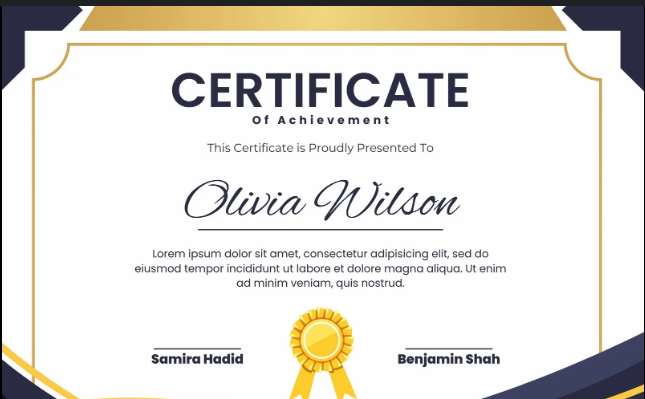 CERTIFICATE
Of Achievement
This Certificate is Proudly Presented To
Olivia Wilson
Lorem ipsum dolor sit amet, consectetur adipisicing elit, sed do
eiusmod tempor incididunt ut labore et dolore magna aliqua. Ut enim
ad minim veniam, quis nostrud.
Samira Hadid
Benjamin Shah